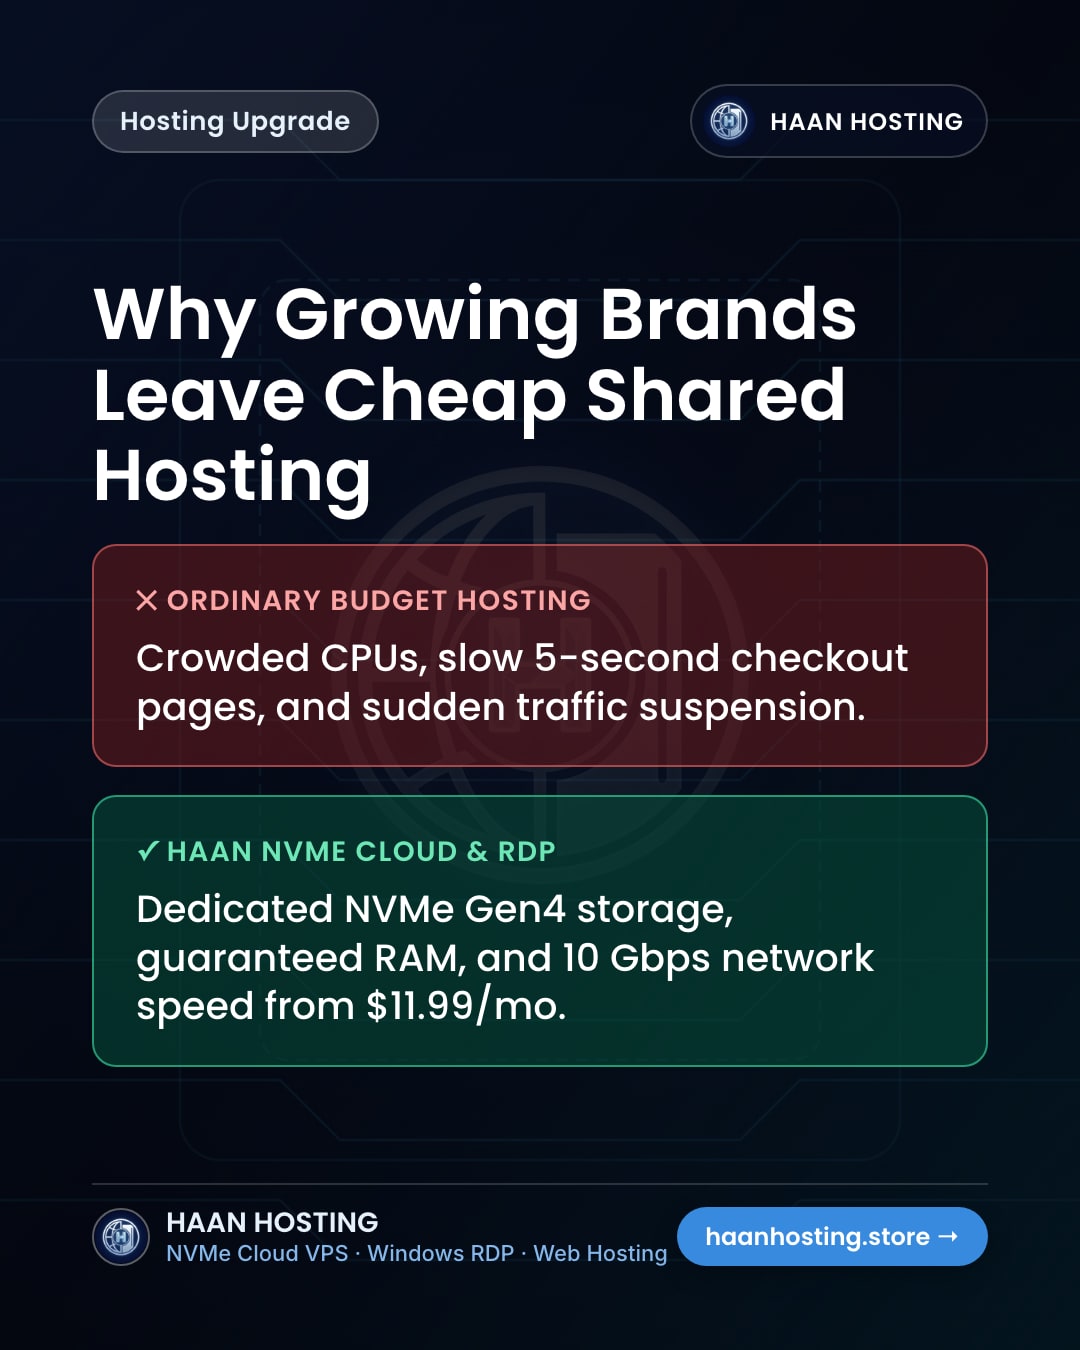 Hosting Upgrade
HAAN HOSTING
Why Growing Brands
Leave Cheap Shared
Hosting
✕ ORDINARY BUDGET HOSTING
Crowded CPUs, slow 5-second checkout
pages, and sudden traffic suspension.
✓ HAAN NVME CLOUD & RDP
Dedicated NVMe Gen4 storage,
guaranteed RAM, and 10 Gbps network
speed from $11.99/mo.
HAAN HOSTING
NVMe Cloud VPS · Windows RDP · Web Hosting
haanhosting.store →